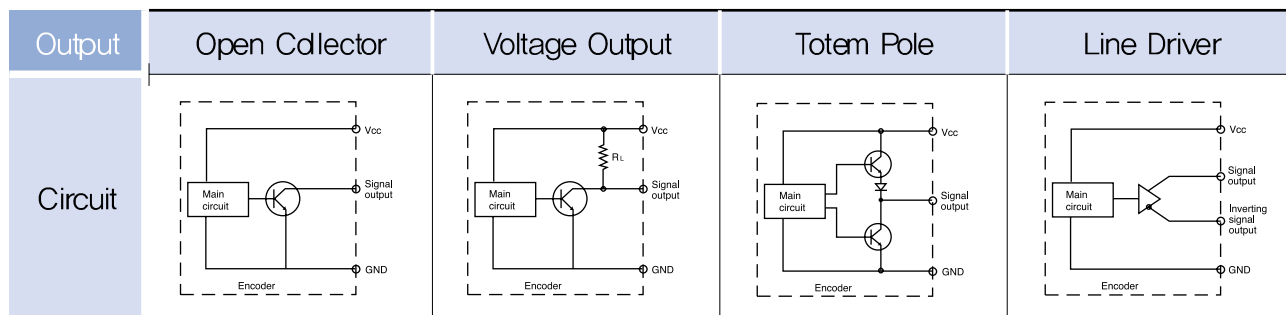 Output
Open Collector
Voltage Output
Totem Pole
Line Driver
Circuit
Vcc
Main
circuit
Signal
output
GND
Encoder
Vcc
RL
Main
circuit
Signal
output
GND
Encoder
Vcc
Main
circuit
Signal
output
GND
Encoder
Vcc
Main
circuit
Signal
output
Inverting
signal
output
GND
Encoder